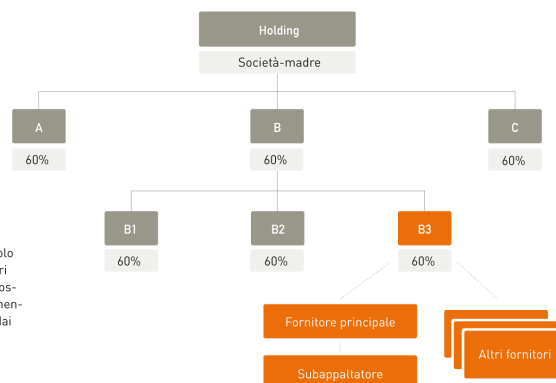 Holding
Società-madre
A
B
C
60%
60%
60%
B1
B2
B3
60%
60%
60%
Fornitore principale
Altri fornitori
Subappaltatore